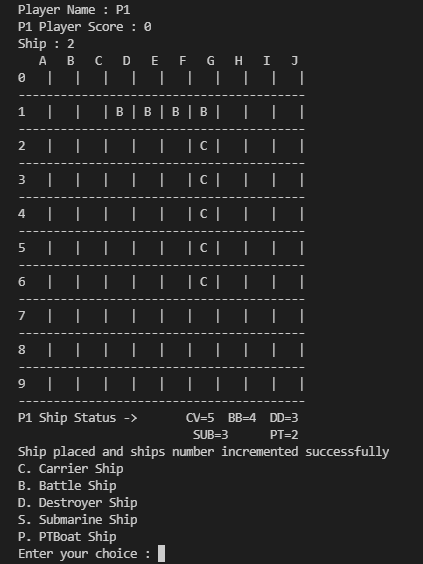 Player Name : P1
P1 Player Score : 0
Ship : 2
   A   B   C   D   E   F   G   H   I   J
0   |   |   |   |   |   |   |   |   |   |
-----------------------------------------
1   |   |   | B | B | B | B |   |   |   |
-----------------------------------------
2   |   |   |   |   |   | C |   |   |   |
-----------------------------------------
3   |   |   |   |   |   | C |   |   |   |
-----------------------------------------
4   |   |   |   |   |   | C |   |   |   |
-----------------------------------------
5   |   |   |   |   |   | C |   |   |   |
-----------------------------------------
6   |   |   |   |   |   | C |   |   |   |
-----------------------------------------
7   |   |   |   |   |   |   |   |   |   |
-----------------------------------------
8   |   |   |   |   |   |   |   |   |   |
-----------------------------------------
9   |   |   |   |   |   |   |   |   |   |
-----------------------------------------
P1 Ship Status ->       CV=5  BB=4  DD=3
                         SUB=3      PT=2
Ship placed and ships number incremented successfully
C. Carrier Ship
B. Battle Ship
D. Destroyer Ship
S. Submarine Ship
P. PTBoat Ship
Enter your choice :